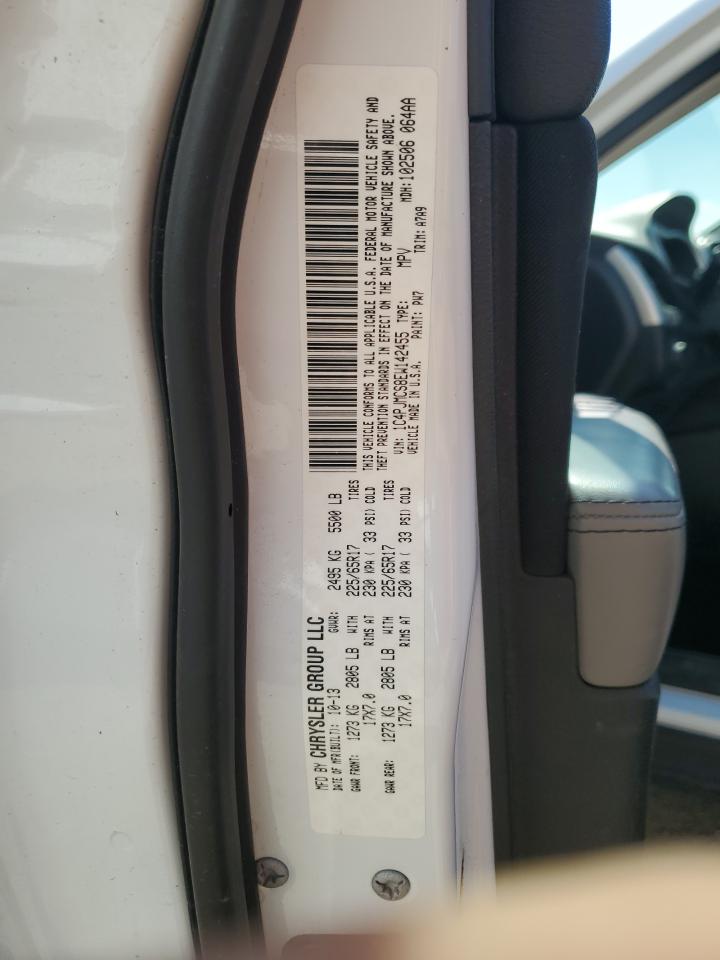 MFD BY CHRYSLER GROUP LLC
DATE OF MFR(BUILT): 10-13 GVWR: 2495 KG 5500 LB
GAWR FRONT: 1273 KG 2805 LB WITH 225/65R17 TIRES
17X7.0 RIMS AT 230 KPA ( 33 PSI) COLD
GAWR REAR: 1273 KG 2805 LB WITH 225/65R17 TIRES
17X7.0 RIMS AT 230 KPA ( 33 PSI) COLD
THIS VEHICLE CONFORMS TO ALL APPLICABLE U.S.A. FEDERAL MOTOR VEHICLE SAFETY AND
THEFT PREVENTION STANDARDS IN EFFECT ON THE DATE OF MANUFACTURE SHOWN ABOVE.
VIN: 1C4PJMCS8EW142455 TYPE: MPV MDH:102506 064AA
VEHICLE MADE IN U.S.A. PAINT: PW7 TRIM: A7A9